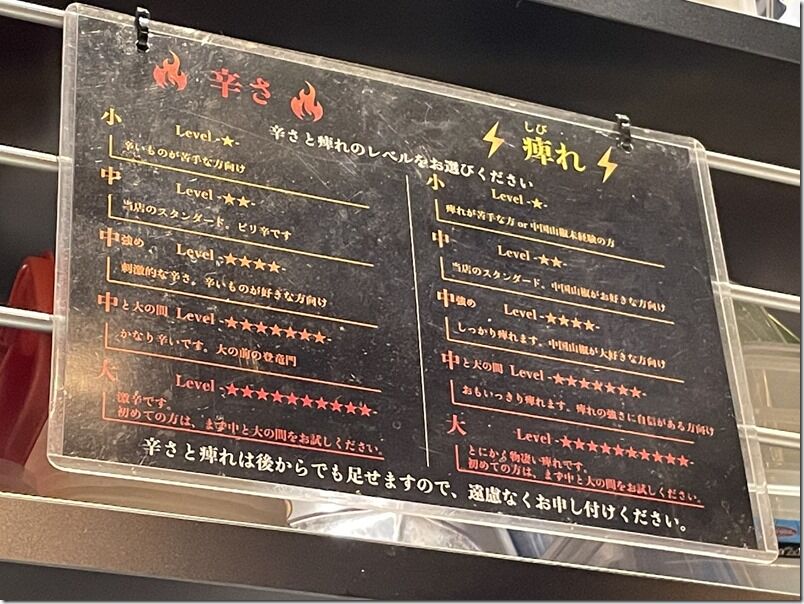 辛さ
しび
痺れ
辛さと痺れのレベルをお選びください
小
Level -★-
辛いものが苦手な方向け
中
Level -★★-
当店のスタンダード。ピリ辛です
中強め
Level -★★★★-
刺激的な辛さ。辛いものが好きな方向け
中と大の間 Level -★★★★★★★-
かなり辛いです。大の前の登竜門
大
Level -★★★★★★★★★★-
激辛です。
初めての方は、まず中と大の間をお試しください。
小
Level -★-
痺れが苦手な方 or 中国山椒未経験の方
中
Level -★★-
当店のスタンダード。中国山椒がお好きな方向け
中強め
Level -★★★★-
しっかり痺れます。中国山椒が大好きな方向け
中と大の間 Level -★★★★★★★-
おもいっきり痺れます。痺れの強さに自信がある方向け
大
Level -★★★★★★★★★★-
とにかく物凄い痺れです。
初めての方は、まず中と大の間をお試しください。
辛さと痺れは後からでも足せますので、遠慮なくお申し付けください。